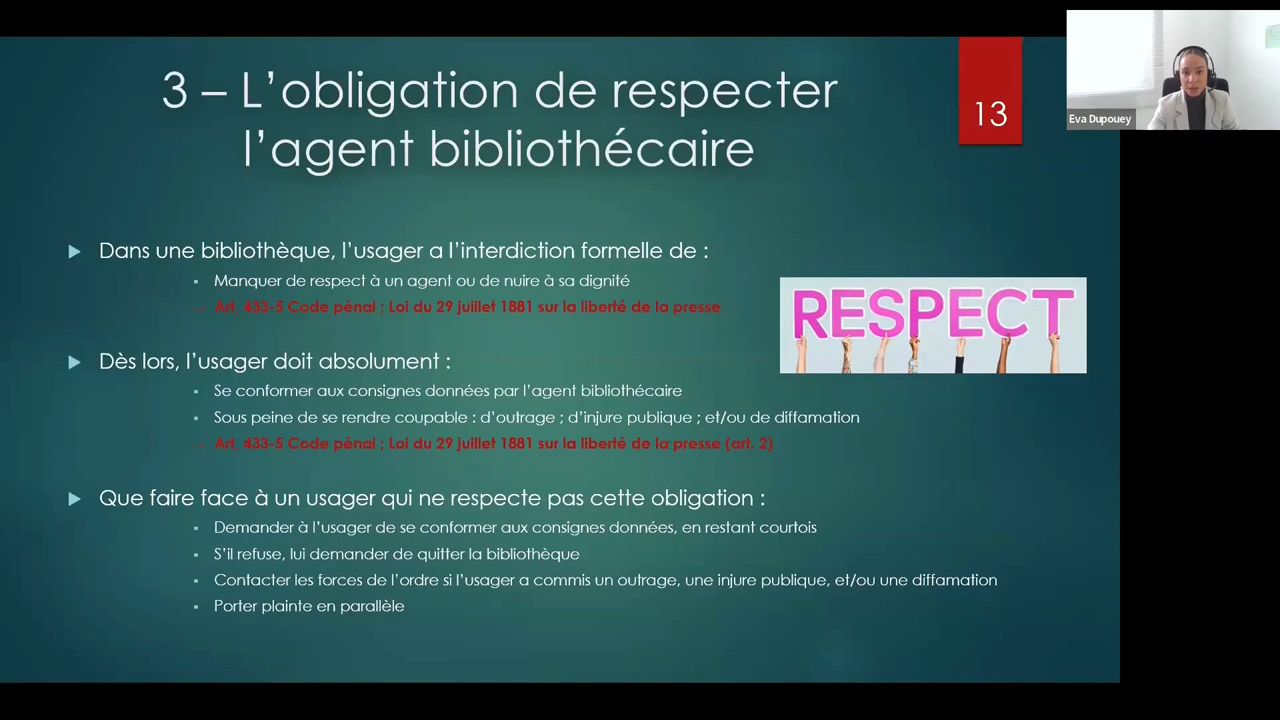 3 – L’obligation de respecter
l’agent bibliothécaire
13
Eva Dupouey
Dans une bibliothèque, l’usager a l’interdiction formelle de :
Manquer de respect à un agent ou de nuire à sa dignité
Art. 433-5 Code pénal ; Loi du 29 juillet 1881 sur la liberté de la presse
RESPECT
Dès lors, l’usager doit absolument :
Se conformer aux consignes données par l’agent bibliothécaire
Sous peine de se rendre coupable : d’outrage ; d’injure publique ; et/ou de diffamation
Art. 433-5 Code pénal ; Loi du 29 juillet 1881 sur la liberté de la presse (art. 2)
Que faire face à un usager qui ne respecte pas cette obligation :
Demander à l’usager de se conformer aux consignes données, en restant courtois
S’il refuse, lui demander de quitter la bibliothèque
Contacter les forces de l’ordre si l’usager a commis un outrage, une injure publique, et/ou une diffamation
Porter plainte en parallèle